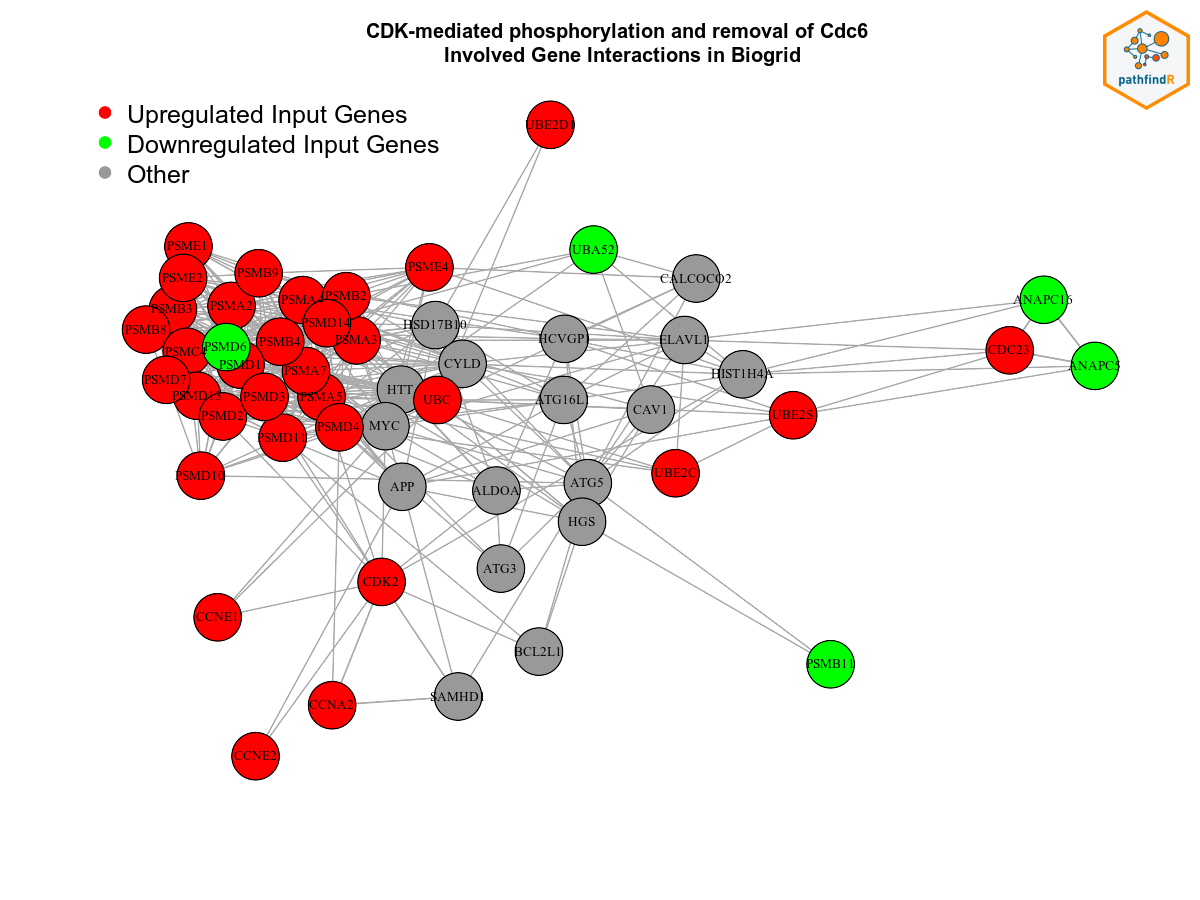 CDK-mediated phosphorylation and removal of Cdc6
Involved Gene Interactions in Biogrid
pathfindR
Upregulated Input Genes
Downregulated Input Genes
Other
UBE2D1
PSME1
UBA52
PSME4
PSMB9
PSME2
CALCOCO2
PSMB2
PSMA4
ANAPC16
PSMA2
PSMB3
PSMD14
HSD17B10
PSMB8
HCVGP1
ELAVL1
PSMA3
PSMB4
PSMD6
CDC23
PSMC4
CYLD
PSMD1
ANAPC5
PSMA7
HIST1H4A
PSMD7
HTT
PSMD13
PSMD3
PSMA5
UBC
ATG16L1
CAV1
UBE2S
PSMD2
MYC
PSMD4
PSMD11
UBE2C
PSMD10
ATG5
APP
ALDOA
HGS
ATG3
CDK2
CCNE1
BCL2L1
PSMB11
SAMHD1
CCNA2
CCNE2